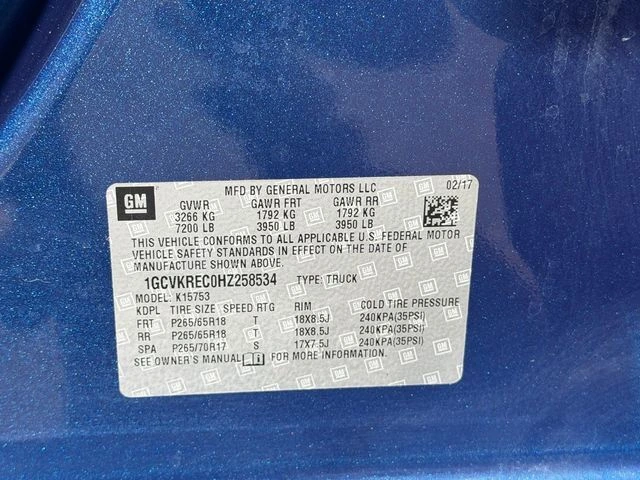 GM
MFD BY GENERAL MOTORS LLC 02/17
GVWR GAWR FRT GAWR RR
3266 KG 1792 KG 1792 KG
7200 LB 3950 LB 3950 LB
THIS VEHICLE CONFORMS TO ALL APPLICABLE U.S. FEDERAL MOTOR
VEHICLE SAFETY STANDARDS IN EFFECT ON THE DATE OF
MANUFACTURE SHOWN ABOVE.
1GCVKREC0HZ258534 TYPE: TRUCK
MODEL: K15753
KDPL TIRE SIZE SPEED RTG RIM COLD TIRE PRESSURE
FRT P265/65R18 T 18X8.5J 240KPA(35PSI)
RR P265/65R18 T 18X8.5J 240KPA(35PSI)
SPA P265/70R17 S 17X7.5J 240KPA(35PSI)
SEE OWNER'S MANUAL FOR MORE INFORMATION.